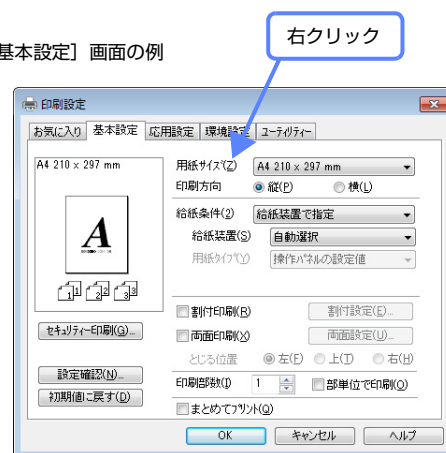 基本設定］画面の例
右クリック
印刷設定
お気に入り 基本設定 応用設定 環境設定 ユーティリティー
A4 210 x 297 mm
A
1 1 2 2 3 3
セキュリティー印刷(G)...
設定確認(N)...
初期値に戻す(D)
用紙サイズ(Z) A4 210 x 297 mm
印刷方向 縦(P) 横(L)
給紙条件(2) 給紙装置で指定
給紙装置(S) 自動選択
用紙タイプ(Y) 操作パネルの設定値
割付印刷(R) 割付設定(E)...
両面印刷(X) 両面設定(U)...
とじる位置 左(F) 上(T) 右(H)
印刷部数(I) 1 部単位で印刷(O)
まとめてプリント(Q)
OK キャンセル ヘルプ